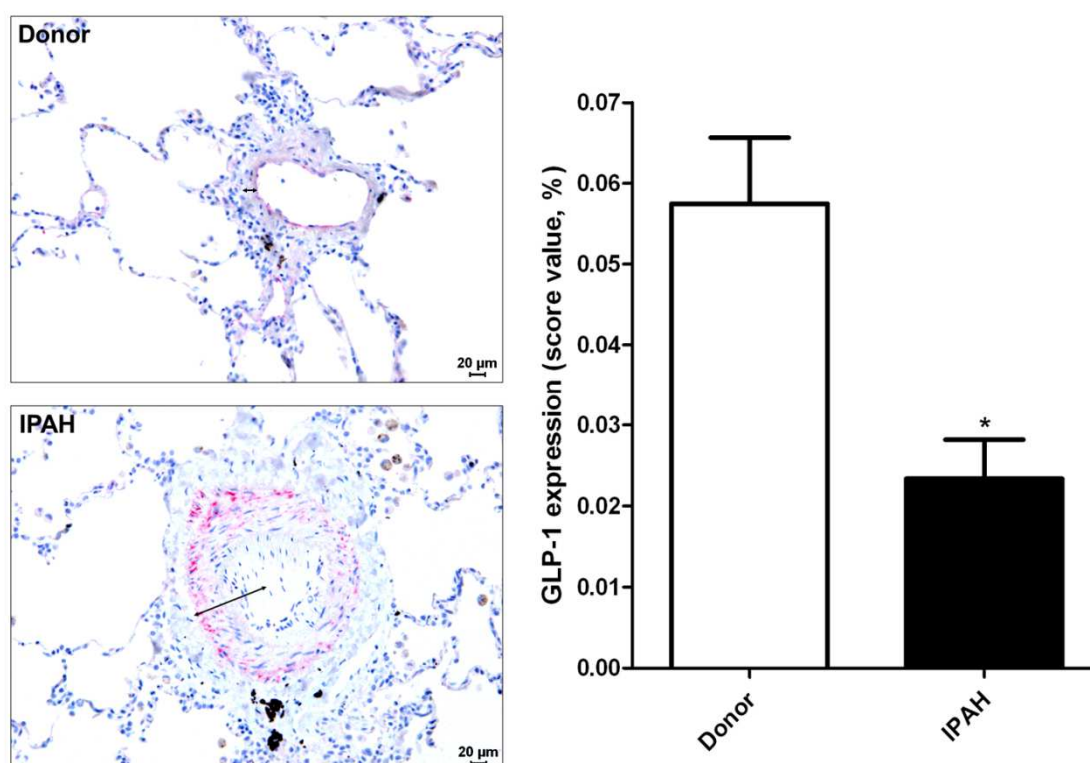 Donor
20 µm
IPAH
20 µm
GLP-1 expression (score value, %)
0.07
0.06
0.05
0.04
0.03
0.02
0.01
0.00
*
Donor
IPAH